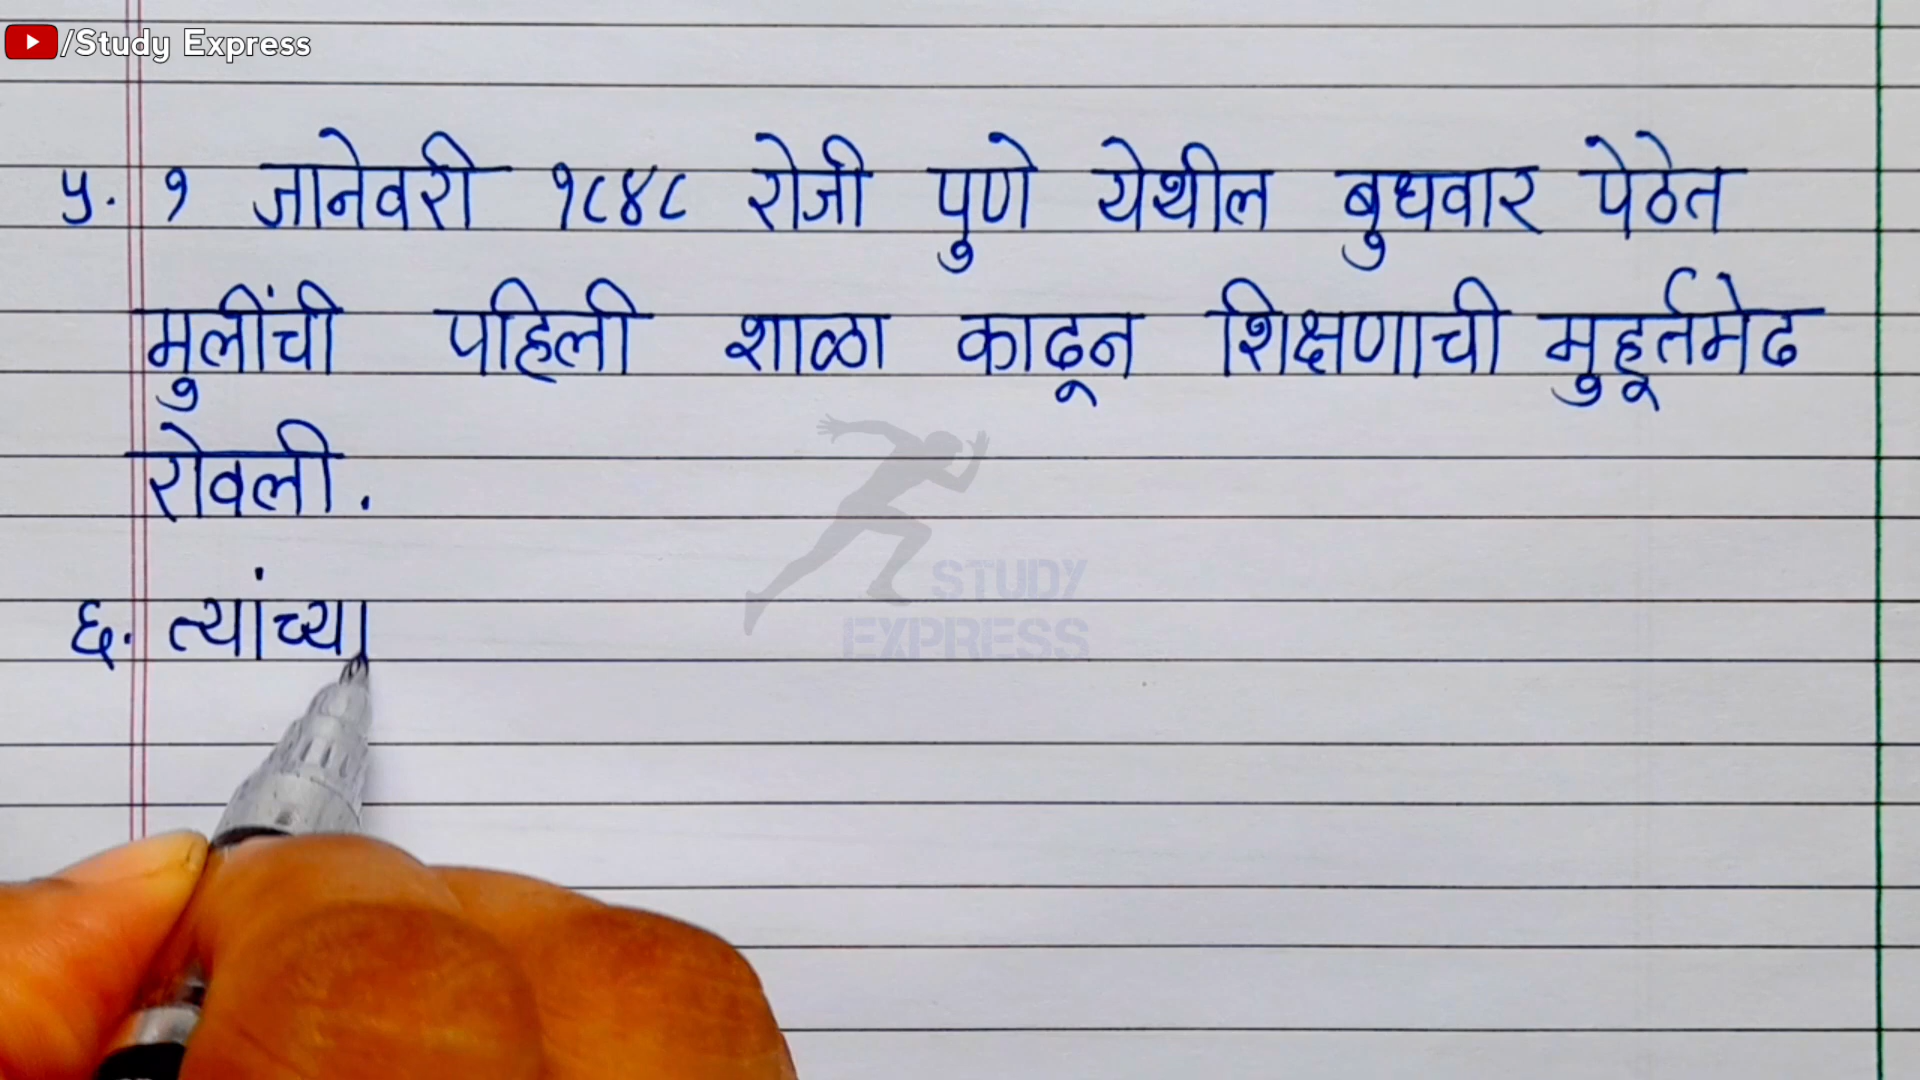 /Study Express
५. १ जानेवरी १८४८ रोजी पुणे येथील बुधवार पेठेत
मुलींची पहिली शाळा काढून शिक्षणाची मुहूर्तमेढ
रोवली.
STUDY
EXPRESS
६. त्यांच्या